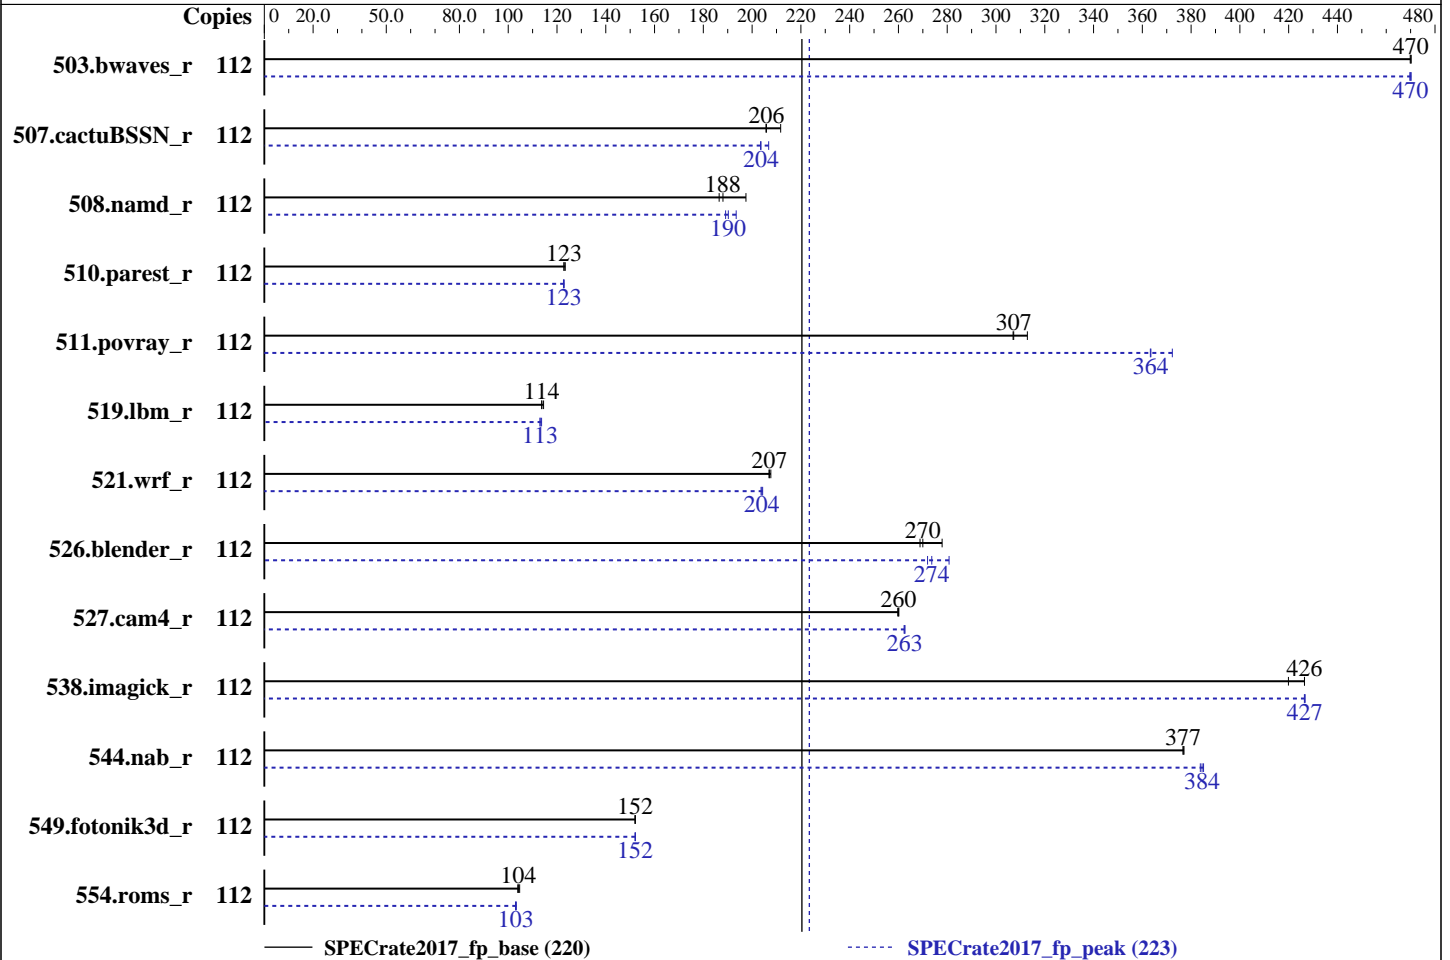 Copies 0 20.0 50.0 80.0 100 120 140 160 180 200 220 240 260 280 300 320 340 360 380 400 420 440 480
503.bwaves_r 112 470
470
507.cactuBSSN_r 112 206
204
508.namd_r 112 188
190
510.parest_r 112 123
123
511.povray_r 112 307
364
519.lbm_r 112 114
113
521.wrf_r 112 207
204
526.blender_r 112 270
274
527.cam4_r 112 260
263
538.imagick_r 112 426
427
544.nab_r 112 377
384
549.fotonik3d_r 112 152
152
554.roms_r 112 104
103
SPECrate2017_fp_base (220) SPECrate2017_fp_peak (223)